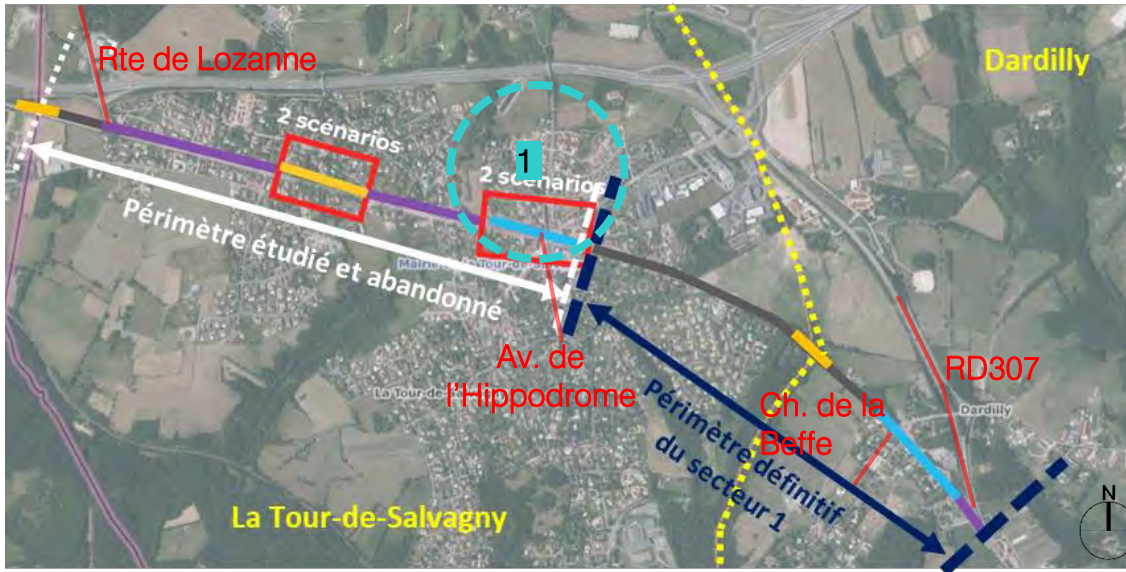 Rte de Lozanne
Dardilly
2 scénarios
1
2 scénarios
Périmètre étudié et abandonné
Av. de
l'Hippodrome
La Tour-de-Salvagny
RD307
Ch. de la
Beffe
Dardilly
Périmètre définitif
du secteur 1
N